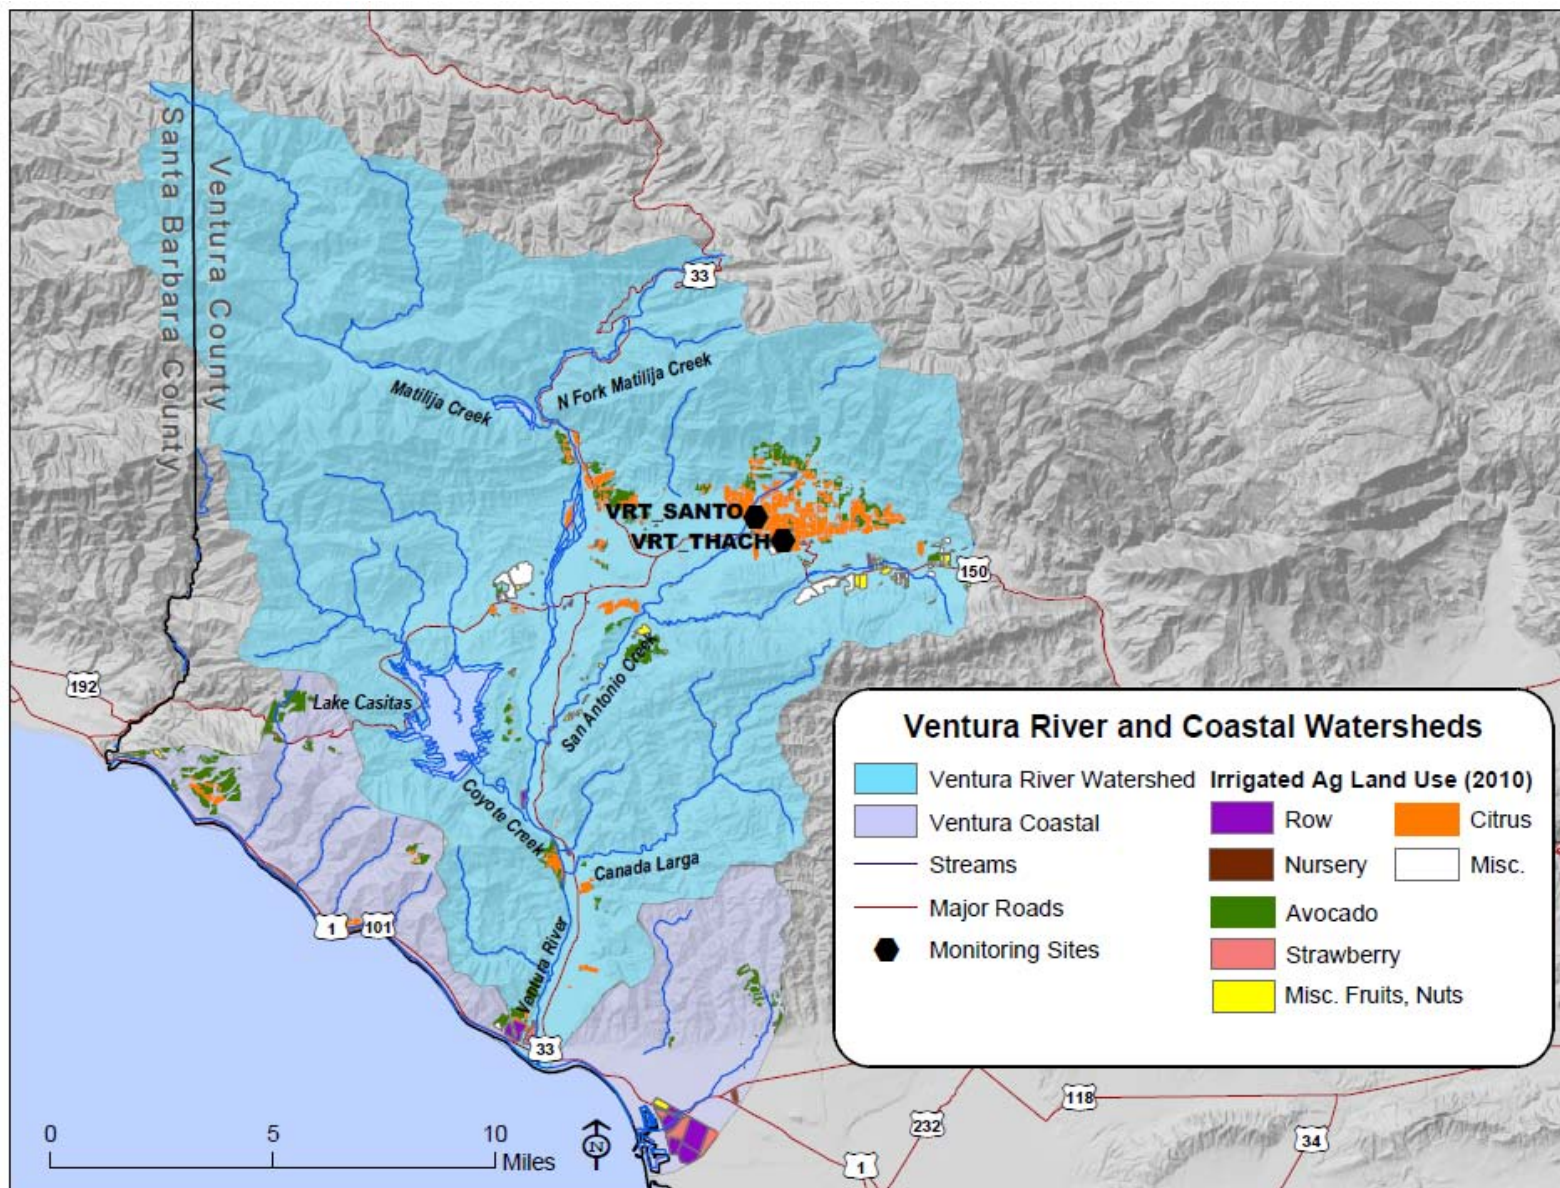 Santa Barbara County
Ventura County
33
Matilija Creek
N Fork Matilija Creek
VRT_SANTO
VRT_THACH
150
192
Lake Casitas
San Antonio Creek
Coyote Creek
Canada Larga
1
101
Ventura River
33
118
232
34
1
0 5 10
Miles
N
Ventura River and Coastal Watersheds
Ventura River Watershed
Ventura Coastal
Streams
Major Roads
Monitoring Sites
Irrigated Ag Land Use (2010)
Row
Citrus
Nursery
Misc.
Avocado
Strawberry
Misc. Fruits, Nuts